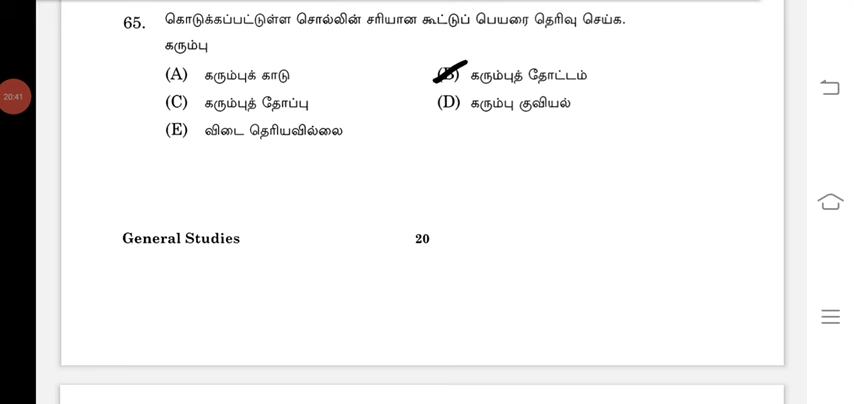 65. கொடுக்கப்பட்டுள்ள சொல்லின் சரியான கூட்டுப் பெயரை தெரிவு செய்க.
கரும்பு
(A) கரும்புக் காடு (B) கரும்புத் தோட்டம்
(C) கரும்புத் தோப்பு (D) கரும்பு குவியல்
(E) விடை தெரியவில்லை
General Studies 20
20:41